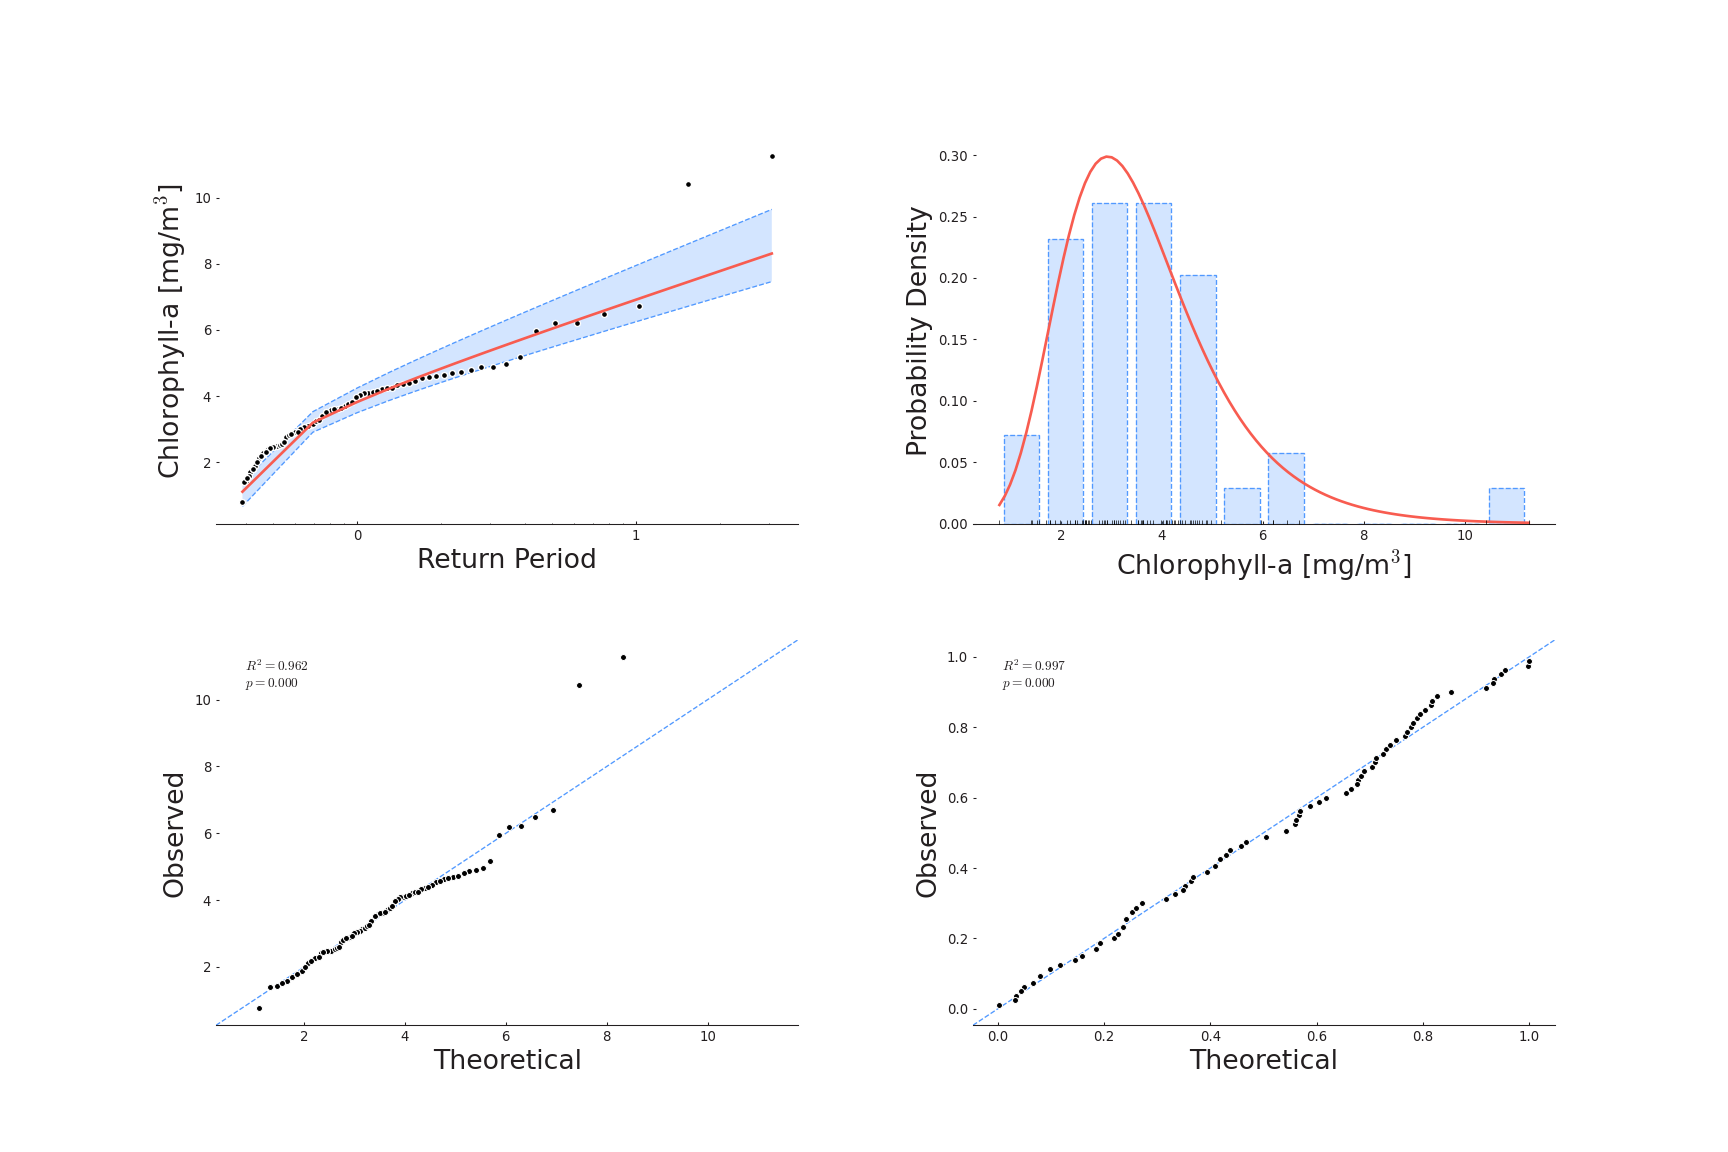 10
8
6
4
2
Chlorophyll-a [mg/m³]
0 1
Return Period
0.30
0.25
0.20
0.15
0.10
0.05
0.00
Probability Density
2 4 6 8 10
Chlorophyll-a [mg/m³]
R² = 0.962
p = 0.000
10
8
6
4
2
Observed
2 4 6 8 10
Theoretical
R² = 0.997
p = 0.000
1.0
0.8
0.6
0.4
0.2
0.0
Observed
0.0 0.2 0.4 0.6 0.8 1.0
Theoretical